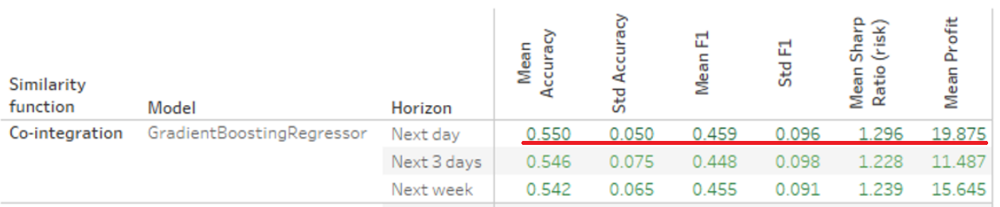 Similarity function Model Horizon Mean Accuracy Std Accuracy Mean F1 Std F1 Mean Sharp Ratio (risk) Mean Profit
Co-integration GradientBoostingRegressor Next day 0.550 0.050 0.459 0.096 1.296 19.875
Next 3 days 0.546 0.075 0.448 0.098 1.228 11.487
Next week 0.542 0.065 0.455 0.091 1.239 15.645